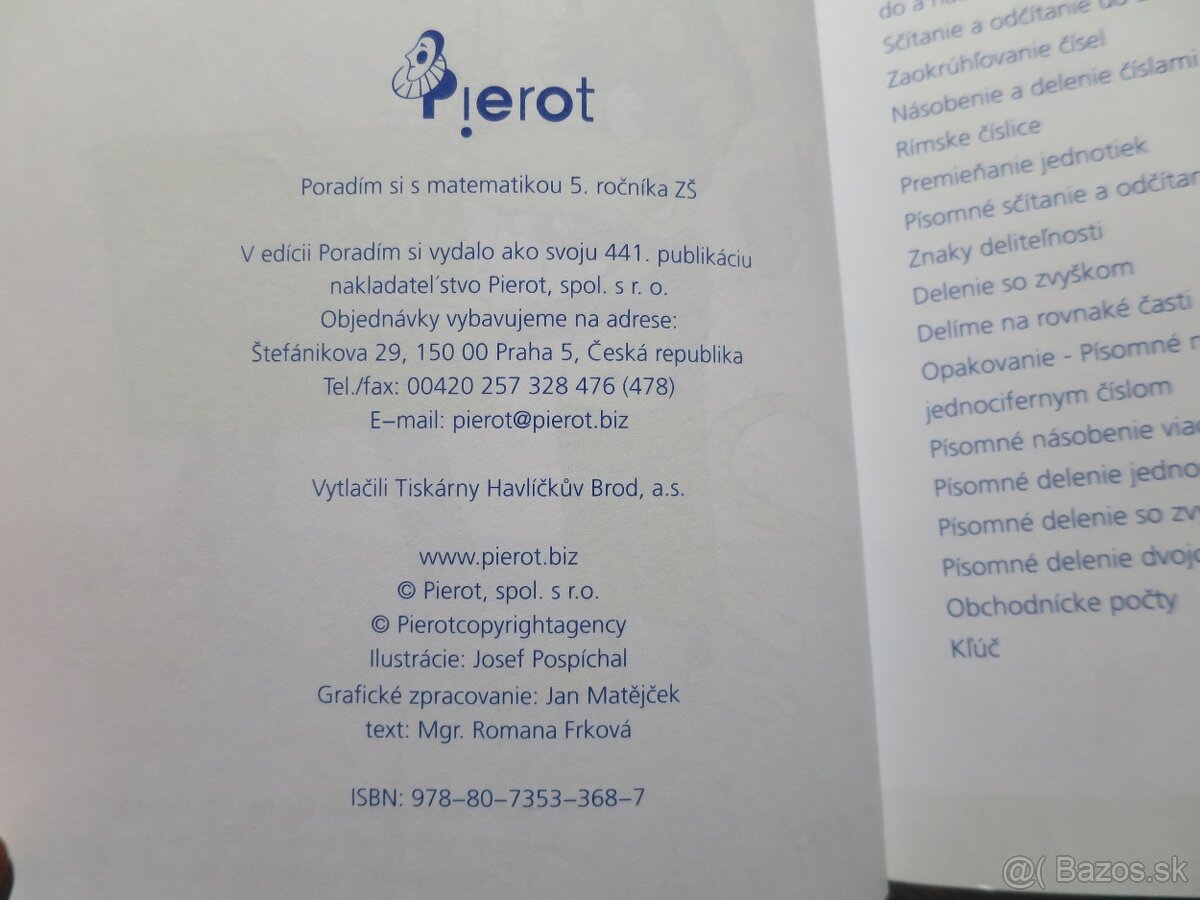 Pierot
Poradím si s matematikou 5. ročníka ZŠ
V edícii Poradím si vydalo ako svoju 441. publikáciu
nakladateľstvo Pierot, spol. s r. o.
Objednávky vybavujeme na adrese:
Štefánikova 29, 150 00 Praha 5, Česká republika
Tel./fax: 00420 257 328 476 (478)
E–mail: pierot@pierot.biz
Vytlačili Tiskárny Havlíčkův Brod, a.s.
www.pierot.biz
© Pierot, spol. s r.o.
© Pierotcopyrightagency
Ilustrácie: Josef Pospíchal
Grafické zpracovanie: Jan Matějček
text: Mgr. Romana Frková
ISBN: 978–80–7353–368–7
do a
Sčítanie a odčítanie do
Zaokrúhľovanie čísel
Násobenie a delenie číslami
Rímske číslice
Premieňanie jednotiek
Písomné sčítanie a odčítan
Znaky deliteľnosti
Delenie so zvyškom
Delíme na rovnaké časti
Opakovanie - Písomné
jednocifernym číslom
Písomné násobenie viac
Písomné delenie jedno
Písomné delenie so zv
Písomné delenie dvojc
Obchodnícke počty
Kľúč
@( Bazos.sk